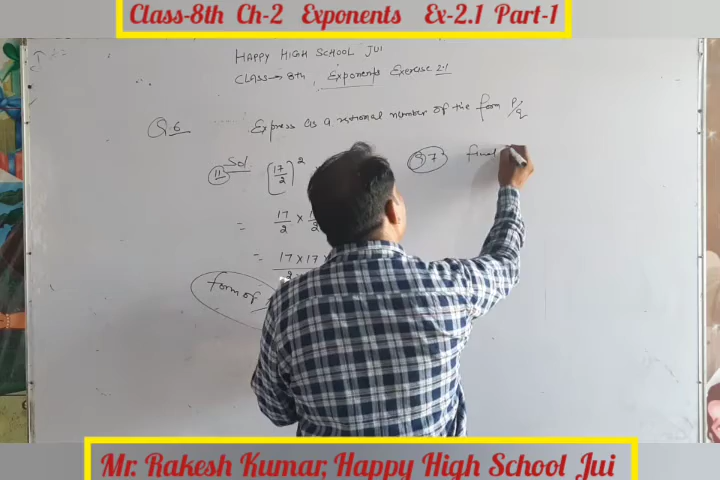 Class-8th Ch-2 Exponents Ex-2.1 Part-1
HAPPY HIGH SCHOOL JUI
CLASS→8th, Exponents Exercise 2.1
Q.6 Express as a rational number of the form P/q
Sol
(ii) [17/2]²
Q7 find
= 17/2 ×
= 17×17×
form of
Mr. Rakesh Kumar, Happy High School Jui